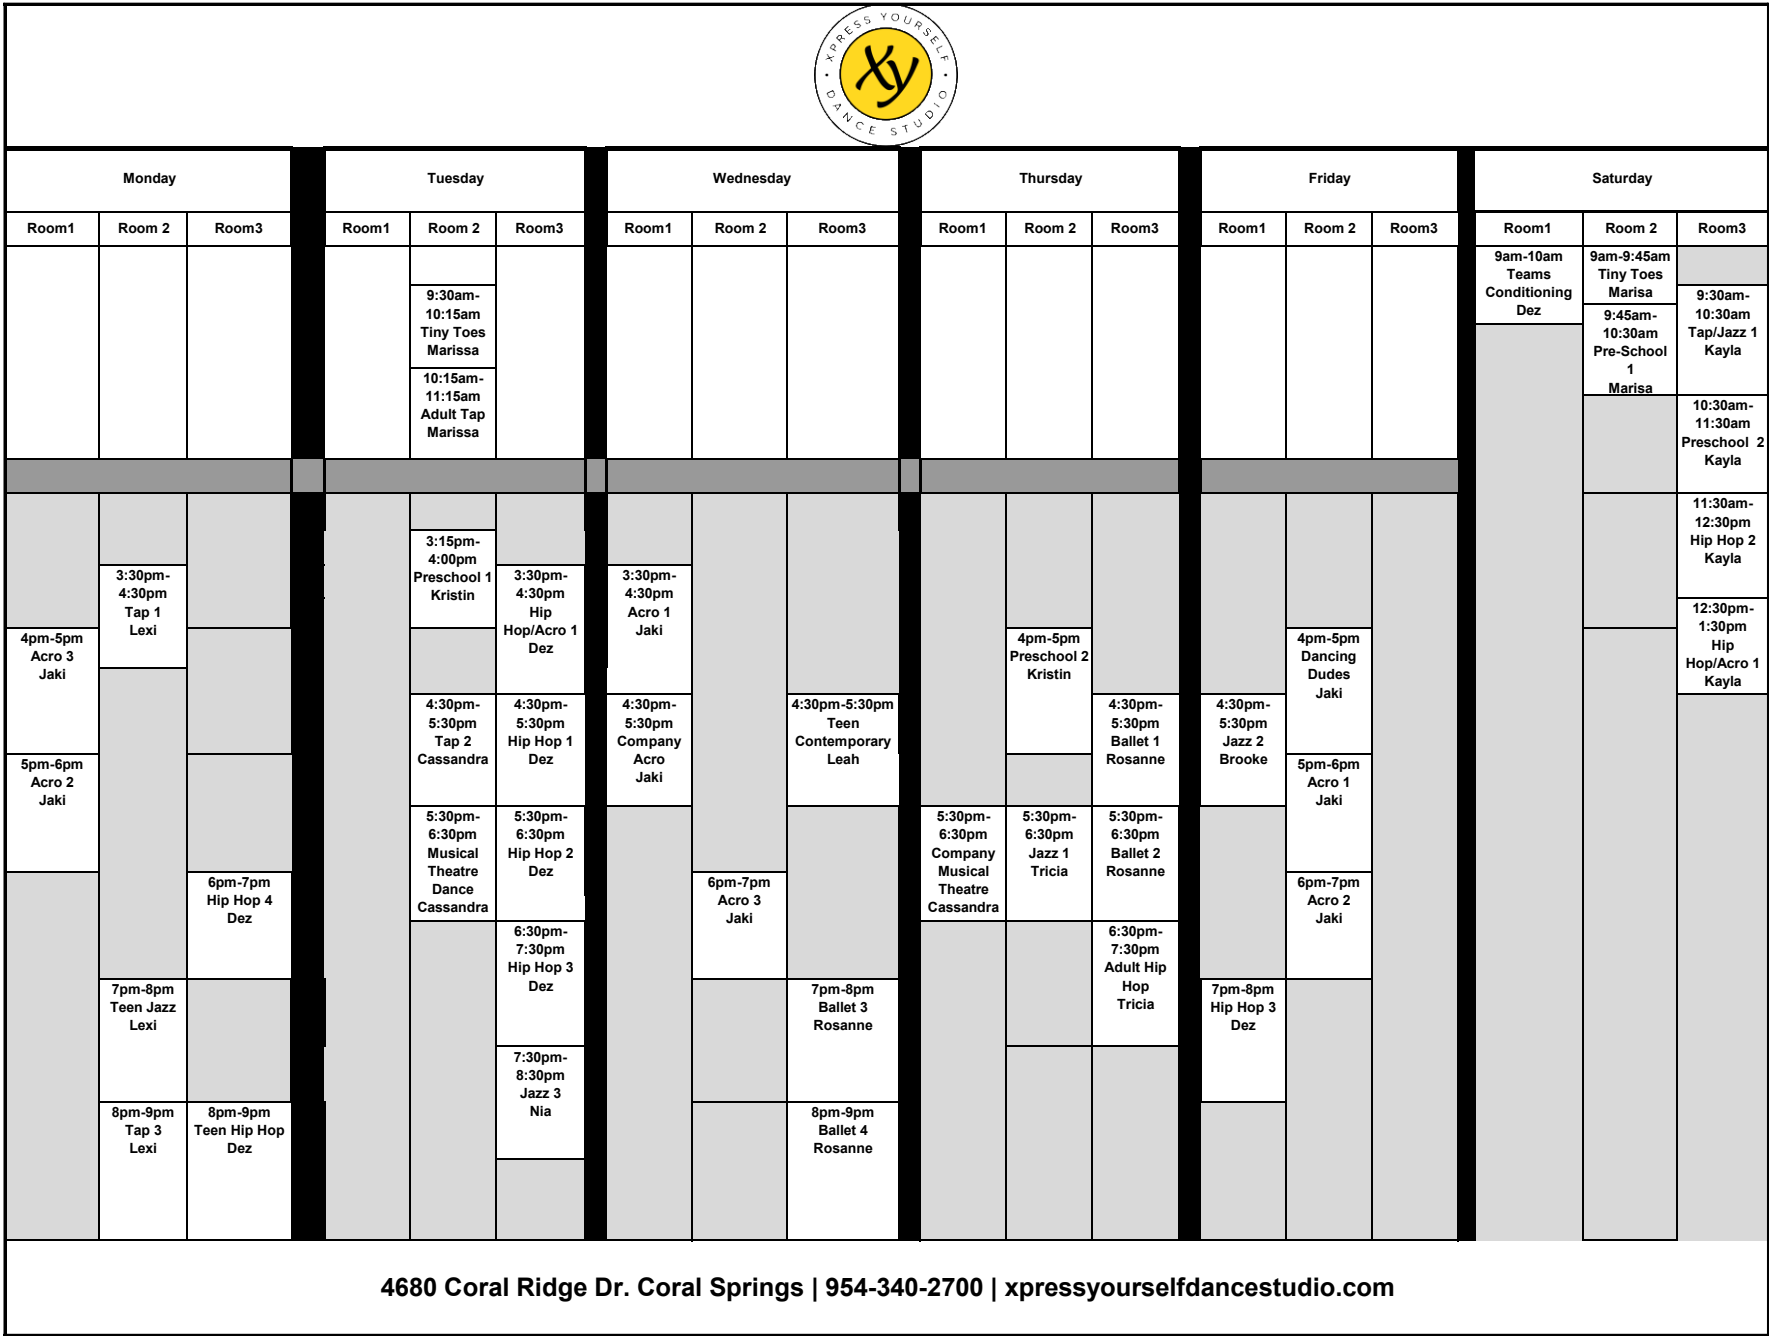 XPRESS YOURSELF
Xy
DANCE STUDIO
Monday
Tuesday
Wednesday
Thursday
Friday
Saturday
Room1
Room 2
Room3
Room1
Room 2
Room3
Room1
Room 2
Room3
Room1
Room 2
Room3
Room1
Room 2
Room3
Room1
Room 2
Room3
4pm-5pm
Acro 3
Jaki
5pm-6pm
Acro 2
Jaki
3:30pm-
4:30pm
Tap 1
Lexi
7pm-8pm
Teen Jazz
Lexi
8pm-9pm
Tap 3
Lexi
6pm-7pm
Hip Hop 4
Dez
8pm-9pm
Teen Hip Hop
Dez
9:30am-
10:15am
Tiny Toes
Marissa
10:15am-
11:15am
Adult Tap
Marissa
3:15pm-
4:00pm
Preschool 1
Kristin
4:30pm-
5:30pm
Tap 2
Cassandra
5:30pm-
6:30pm
Musical
Theatre
Dance
Cassandra
3:30pm-
4:30pm
Hip
Hop/Acro 1
Dez
4:30pm-
5:30pm
Hip Hop 1
Dez
5:30pm-
6:30pm
Hip Hop 2
Dez
6:30pm-
7:30pm
Hip Hop 3
Dez
7:30pm-
8:30pm
Jazz 3
Nia
3:30pm-
4:30pm
Acro 1
Jaki
4:30pm-
5:30pm
Company
Acro
Jaki
6pm-7pm
Acro 3
Jaki
4:30pm-5:30pm
Teen
Contemporary
Leah
7pm-8pm
Ballet 3
Rosanne
8pm-9pm
Ballet 4
Rosanne
5:30pm-
6:30pm
Company
Musical
Theatre
Cassandra
4pm-5pm
Preschool 2
Kristin
5:30pm-
6:30pm
Jazz 1
Tricia
4:30pm-
5:30pm
Ballet 1
Rosanne
5:30pm-
6:30pm
Ballet 2
Rosanne
6:30pm-
7:30pm
Adult Hip
Hop
Tricia
4:30pm-
5:30pm
Jazz 2
Brooke
7pm-8pm
Hip Hop 3
Dez
4pm-5pm
Dancing
Dudes
Jaki
5pm-6pm
Acro 1
Jaki
6pm-7pm
Acro 2
Jaki
9am-10am
Teams
Conditioning
Dez
9am-9:45am
Tiny Toes
Marisa
9:45am-
10:30am
Pre-School
1
Marisa
9:30am-
10:30am
Tap/Jazz 1
Kayla
10:30am-
11:30am
Preschool 2
Kayla
11:30am-
12:30pm
Hip Hop 2
Kayla
12:30pm-
1:30pm
Hip
Hop/Acro 1
Kayla
4680 Coral Ridge Dr. Coral Springs | 954-340-2700 | xpressyourselfdancestudio.com